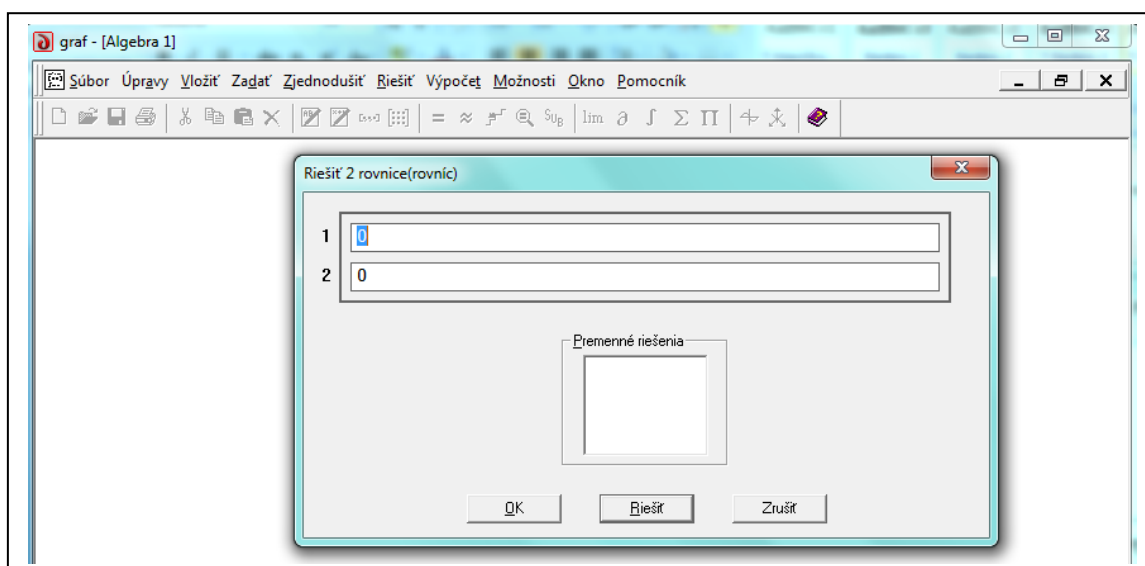 graf - [Algebra 1]
Súbor Úpravy Vložiť Zadať Zjednodušiť Riešiť Výpočet Možnosti Okno Pomocník
= ≈ SUB lim ∂ ∫ Σ Π
Riešiť 2 rovnice(rovníc)
1 0
2 0
Premenné riešenia
OK Riešiť Zrušiť